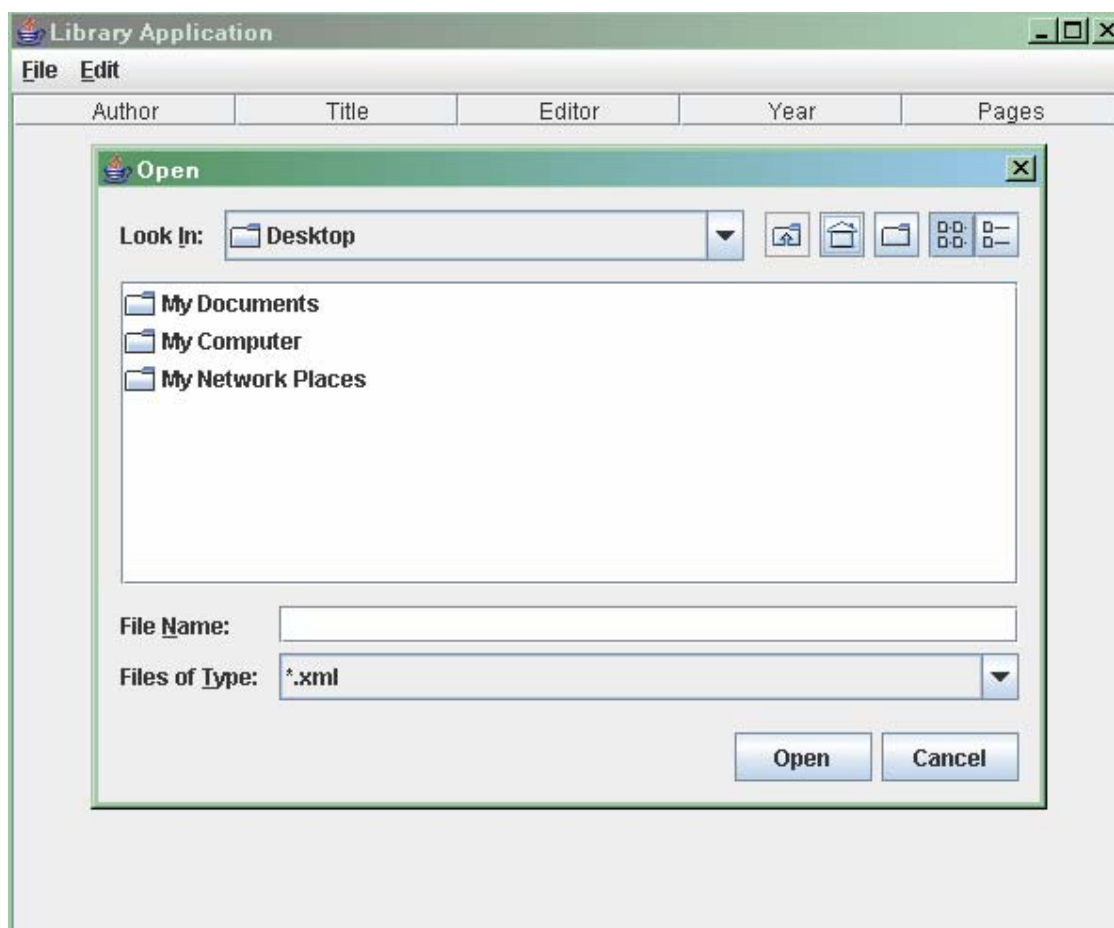 Library Application
File Edit
Author Title Editor Year Pages
Open
Look In: Desktop
My Documents
My Computer
My Network Places
File Name:
Files of Type: *.xml
Open Cancel